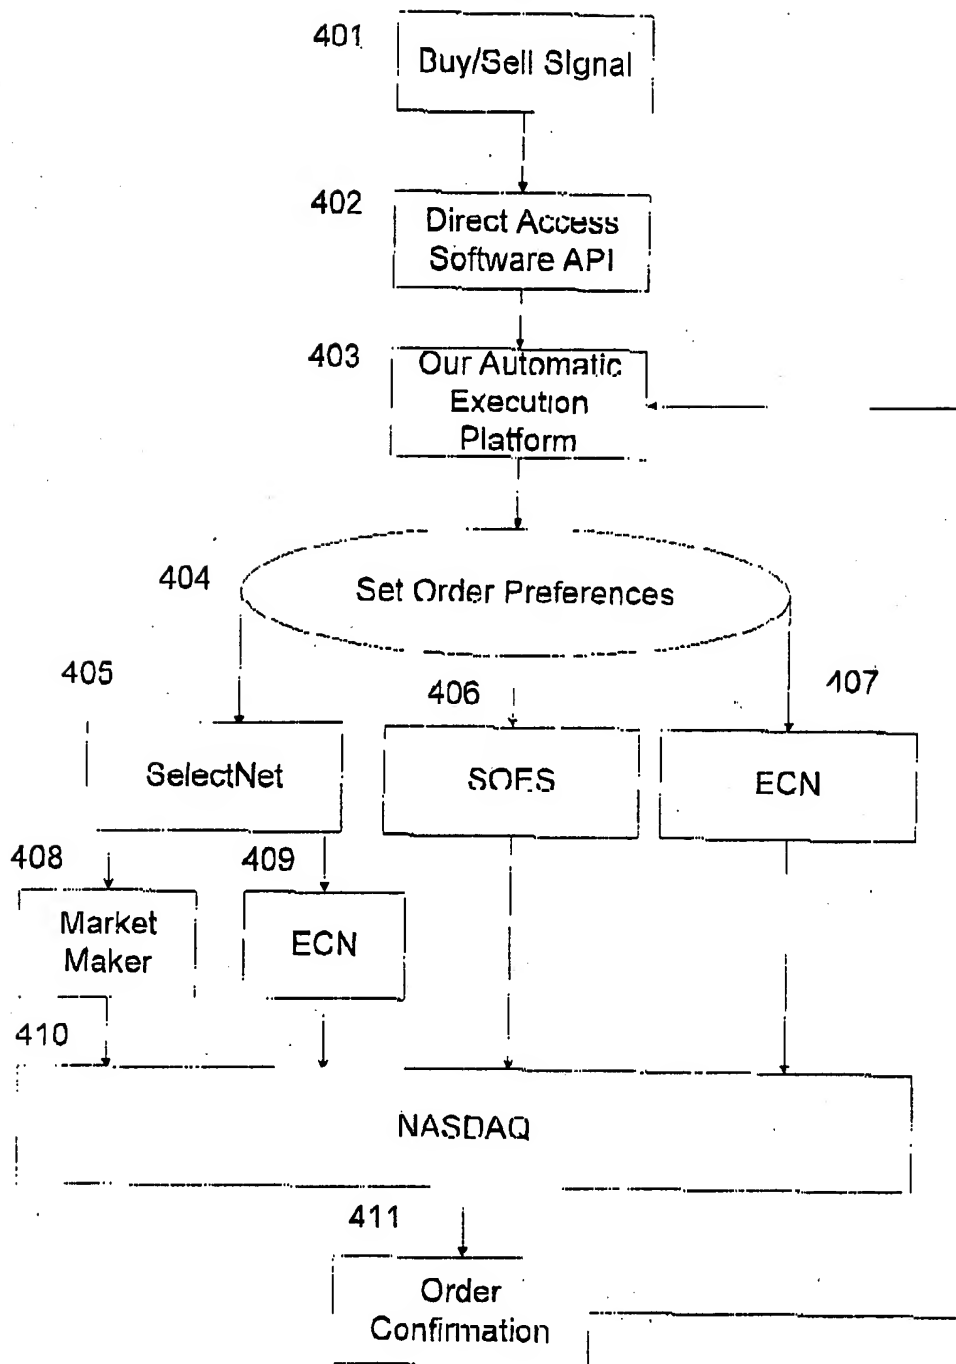 401
Buy/Sell Signal
402
Direct Access
Software API
403
Our Automatic
Execution
Platform
404
Set Order Preferences
405
406
407
SelectNet
SOES
ECN
408
409
Market
Maker
ECN
410
NASDAQ
411
Order
Confirmation